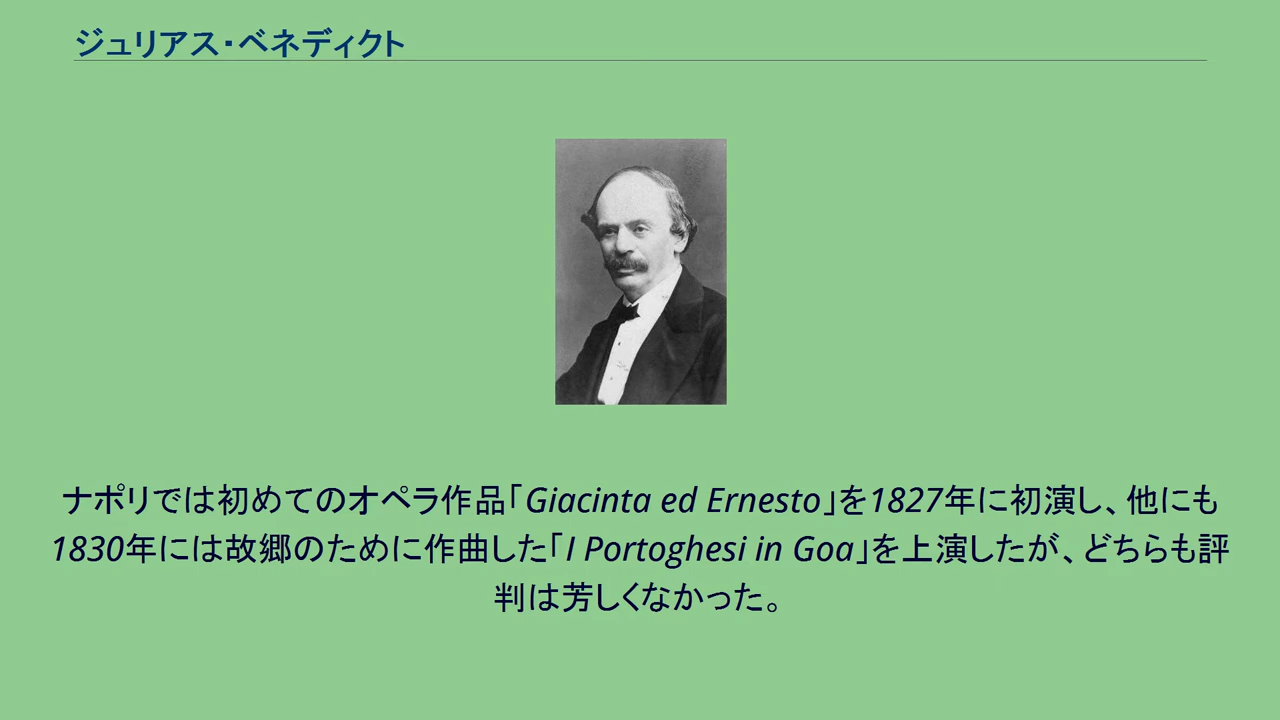 ジュリアス・ベネディクト
ナポリでは初めてのオペラ作品「Giacinta ed Ernesto」を1827年に初演し、他にも
1830年には故郷のために作曲した「I Portoghesi in Goa」を上演したが、どちらも評
判は芳しくなかった。